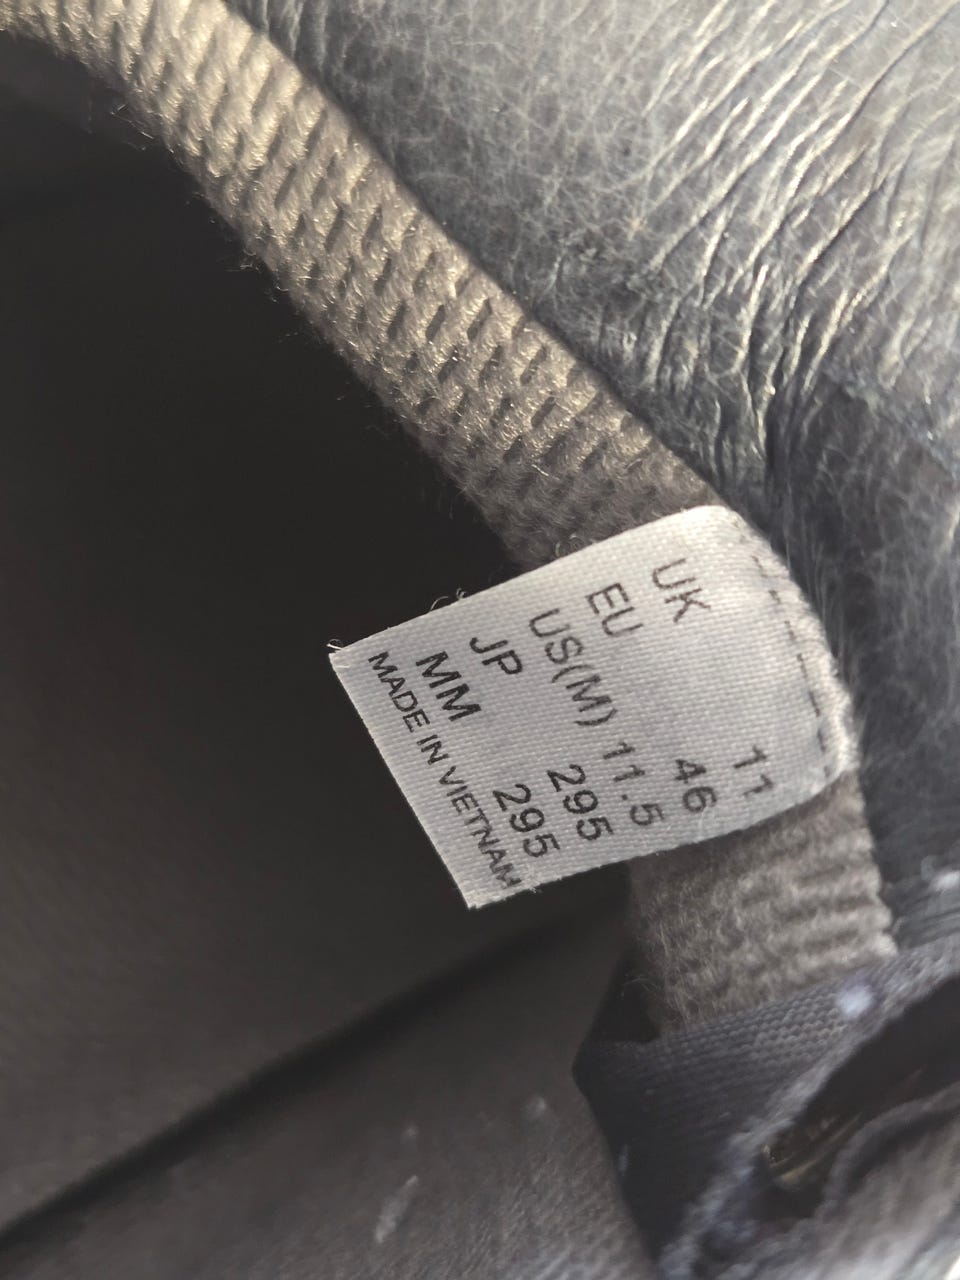 UK 11
EU 46
US(M) 11.5
JP 295
MM 295
MADE IN VIETNAM